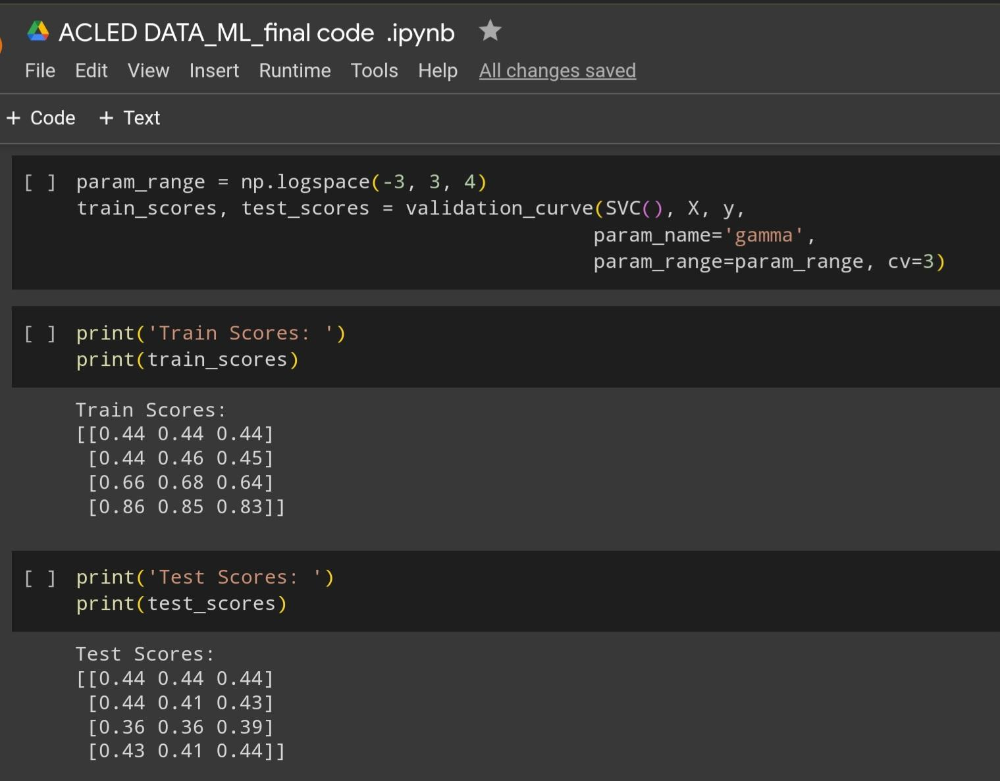 ACLED DATA_ML_final code .ipynb
File Edit View Insert Runtime Tools Help All changes saved
+ Code + Text
[ ] param_range = np.logspace(-3, 3, 4)
train_scores, test_scores = validation_curve(SVC(), X, y,
param_name='gamma',
param_range=param_range, cv=3)
[ ] print('Train Scores: ')
print(train_scores)
Train Scores:
[[0.44 0.44 0.44]
[0.44 0.46 0.45]
[0.66 0.68 0.64]
[0.86 0.85 0.83]]
[ ] print('Test Scores: ')
print(test_scores)
Test Scores:
[[0.44 0.44 0.44]
[0.44 0.41 0.43]
[0.36 0.36 0.39]
[0.43 0.41 0.44]]